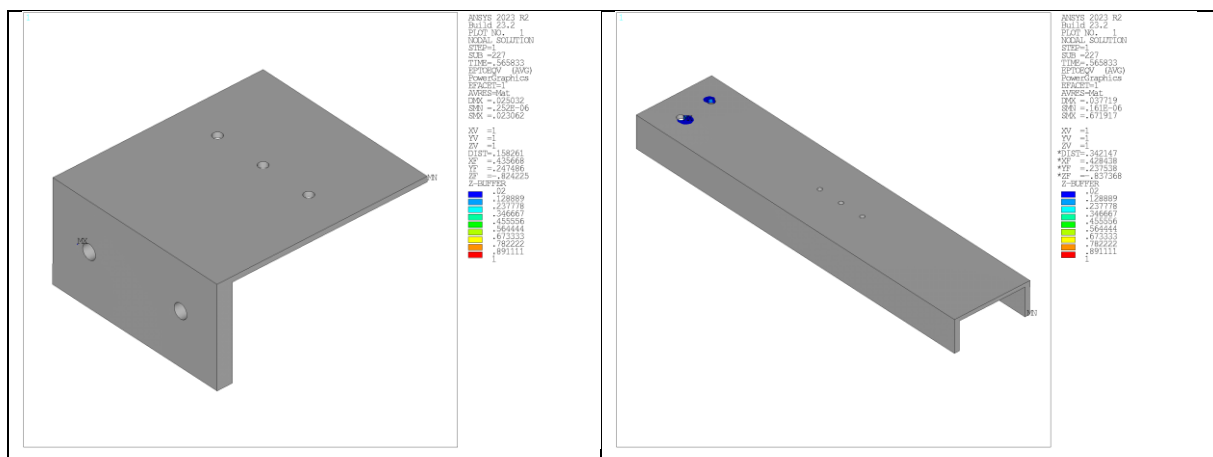 1
ANSYS 2023 R2
Build 23.2
PLOT NO. 1
NODAL SOLUTION
STEP=1
SUB =227
TIME=.565833
EPTOEQV (AVG)
PowerGraphics
EFACET=1
AVRES=Mat
DMX =.025032
SMN =.252E-06
SMX =.023062
XV =1
YV =1
ZV =1
DIST=.158261
XF =.435668
YF =.247486
ZF =-.824225
Z-BUFFER
.02
.128889
.237778
.346667
.455556
.564444
.673333
.782222
.891111
1
MN
MX
1
ANSYS 2023 R2
Build 23.2
PLOT NO. 1
NODAL SOLUTION
STEP=1
SUB =227
TIME=.565833
EPTOEQV (AVG)
PowerGraphics
EFACET=1
AVRES=Mat
DMX =.037719
SMN =.161E-06
SMX =.671917
XV =1
YV =1
ZV =1
*DIST=.342147
*XF =.428438
*YF =.237538
*ZF =-.837368
Z-BUFFER
.02
.128889
.237778
.346667
.455556
.564444
.673333
.782222
.891111
1
MN